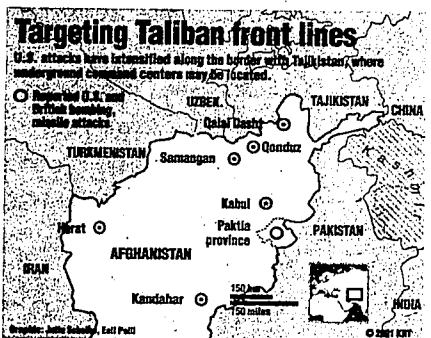 Targeting Taliban front lines
U.S. attacks have intensified along the border with Tajikistan, where
underground command centers may be located.
Reported U.S. and
British bombing,
missile attacks
UZBEK.
TAJIKISTAN
CHINA
Qalai Dasht
TURKMENISTAN
Qonduz
Samangan
Kashmir
Kabul
Herat
Paktia
province
PAKISTAN
AFGHANISTAN
IRAN
150 km
150 miles
Kandahar
INDIA
Graphic:
© 2001 KRT